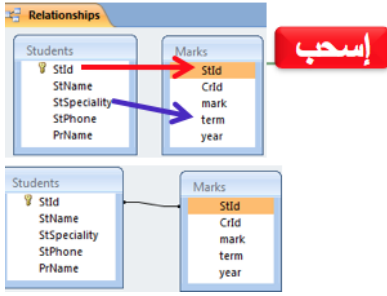 Relationships
Students
StId
StName
StSpeciality
StPhone
PrName
Marks
StId
CrId
mark
term
year
إسحب
Students
StId
StName
StSpeciality
StPhone
PrName
Marks
StId
CrId
mark
term
year